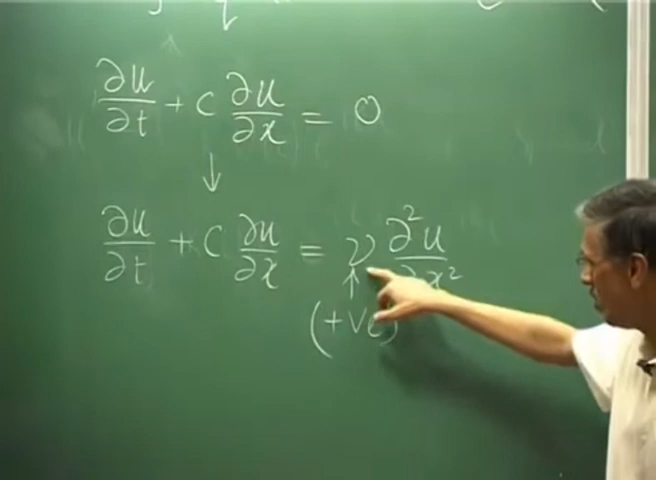 ∂u/∂t + c ∂u/∂x = 0
↓
∂u/∂t + c ∂u/∂x = ν ∂²u/∂x²
↑
(+ve)